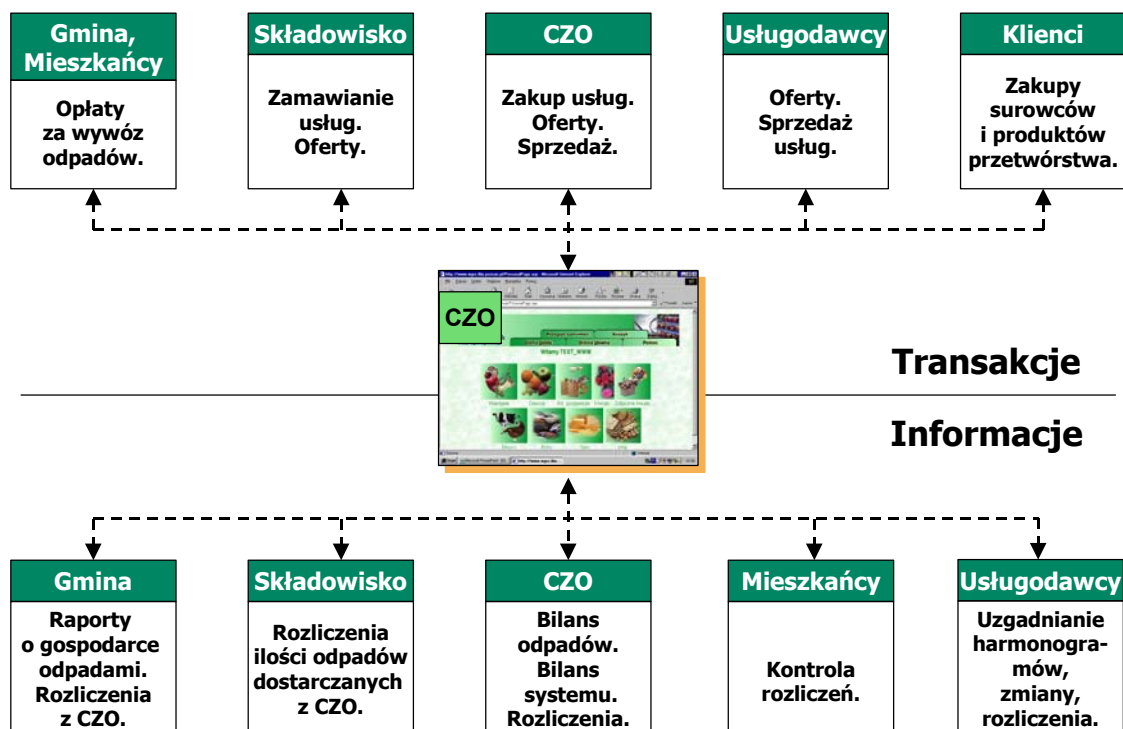 Gmina,
Mieszkańcy
Opłaty
za wywóz
odpadów.
Składowisko
Zamawianie
usług.
Oferty.
CZO
Zakup usług.
Oferty.
Sprzedaż.
Usługodawcy
Oferty.
Sprzedaż
usług.
Klienci
Zakupy
surowców
i produktów
przetwórstwa.
CZO
Witamy TEST_WWW
Transakcje
Informacje
Gmina
Raporty
o gospodarce
odpadami.
Rozliczenia
z CZO.
Składowisko
Rozliczenia
ilości odpadów
dostarczanych
z CZO.
CZO
Bilans
odpadów.
Bilans
systemu.
Rozliczenia.
Mieszkańcy
Kontrola
rozliczeń.
Usługodawcy
Uzgadnianie
harmonogra-
mów,
zmiany,
rozliczenia.